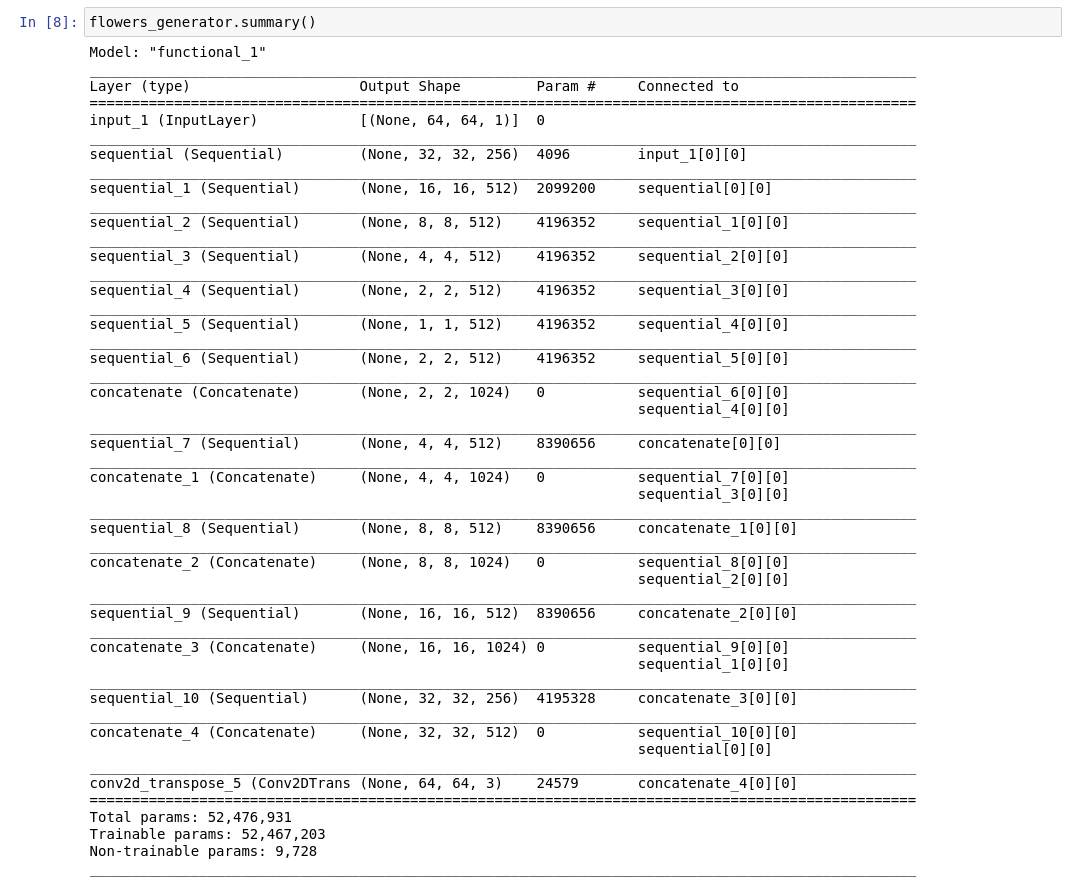 In [8]: flowers_generator.summary()
Model: "functional_1"
Layer (type) Output Shape Param # Connected to
==================================================================================================
input_1 (InputLayer) [(None, 64, 64, 1)] 0
sequential (Sequential) (None, 32, 32, 256) 4096 input_1[0][0]
sequential_1 (Sequential) (None, 16, 16, 512) 2099200 sequential[0][0]
sequential_2 (Sequential) (None, 8, 8, 512) 4196352 sequential_1[0][0]
sequential_3 (Sequential) (None, 4, 4, 512) 4196352 sequential_2[0][0]
sequential_4 (Sequential) (None, 2, 2, 512) 4196352 sequential_3[0][0]
sequential_5 (Sequential) (None, 1, 1, 512) 4196352 sequential_4[0][0]
sequential_6 (Sequential) (None, 2, 2, 512) 4196352 sequential_5[0][0]
concatenate (Concatenate) (None, 2, 2, 1024) 0 sequential_6[0][0]
sequential_4[0][0]
sequential_7 (Sequential) (None, 4, 4, 512) 8390656 concatenate[0][0]
concatenate_1 (Concatenate) (None, 4, 4, 1024) 0 sequential_7[0][0]
sequential_3[0][0]
sequential_8 (Sequential) (None, 8, 8, 512) 8390656 concatenate_1[0][0]
concatenate_2 (Concatenate) (None, 8, 8, 1024) 0 sequential_8[0][0]
sequential_2[0][0]
sequential_9 (Sequential) (None, 16, 16, 512) 8390656 concatenate_2[0][0]
concatenate_3 (Concatenate) (None, 16, 16, 1024) 0 sequential_9[0][0]
sequential_1[0][0]
sequential_10 (Sequential) (None, 32, 32, 256) 4195328 concatenate_3[0][0]
concatenate_4 (Concatenate) (None, 32, 32, 512) 0 sequential_10[0][0]
sequential[0][0]
conv2d_transpose_5 (Conv2DTrans (None, 64, 64, 3) 24579 concatenate_4[0][0]
==================================================================================================
Total params: 52,476,931
Trainable params: 52,467,203
Non-trainable params: 9,728